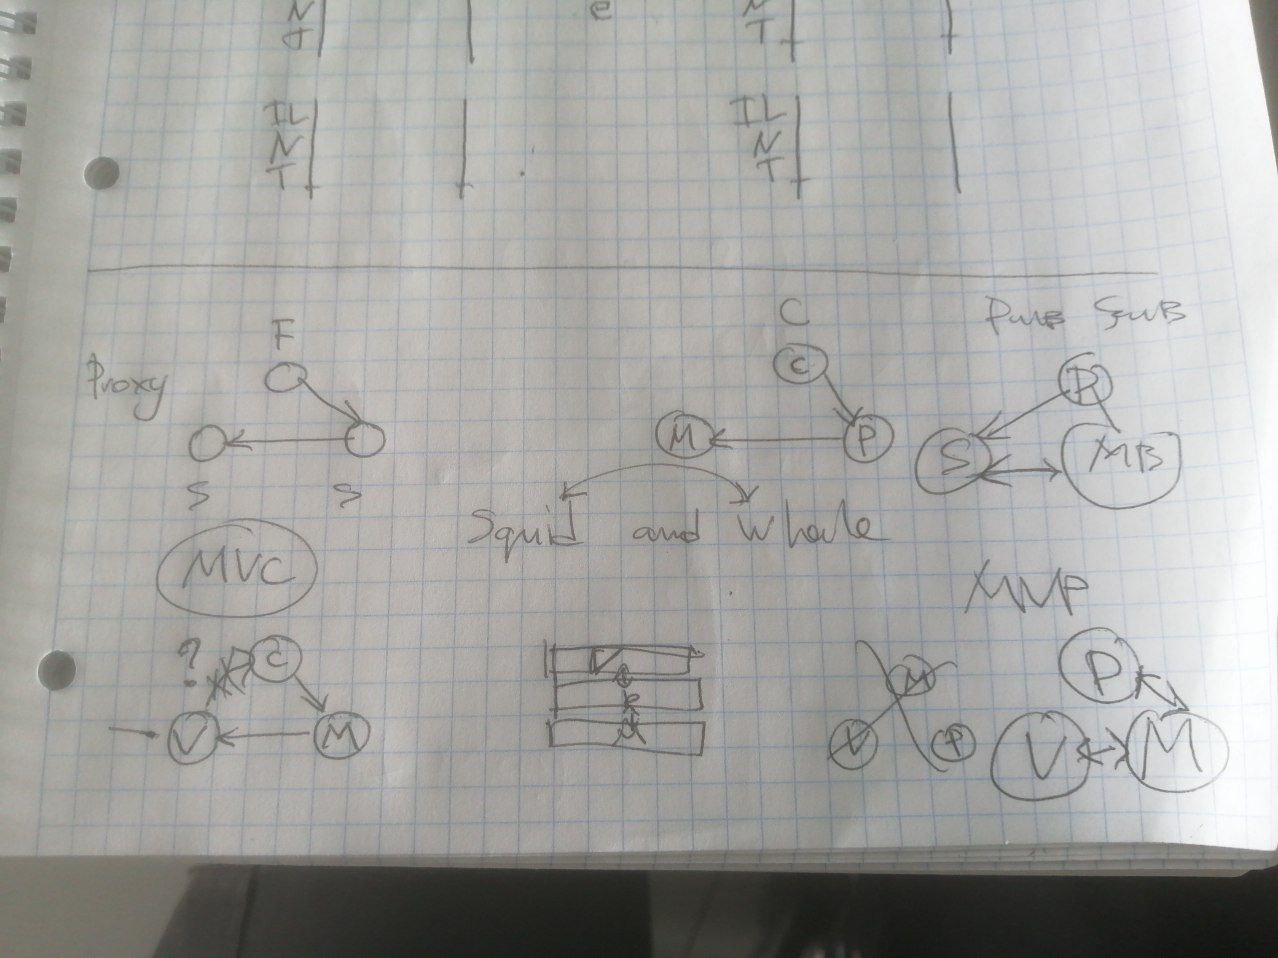 N e N
T T
IL IL
N N
T T
C Pub Sub
F
Proxy C P
M P S MB
S S
Squid and Whale
MVC
MVP
? C V M P
V M V P V M